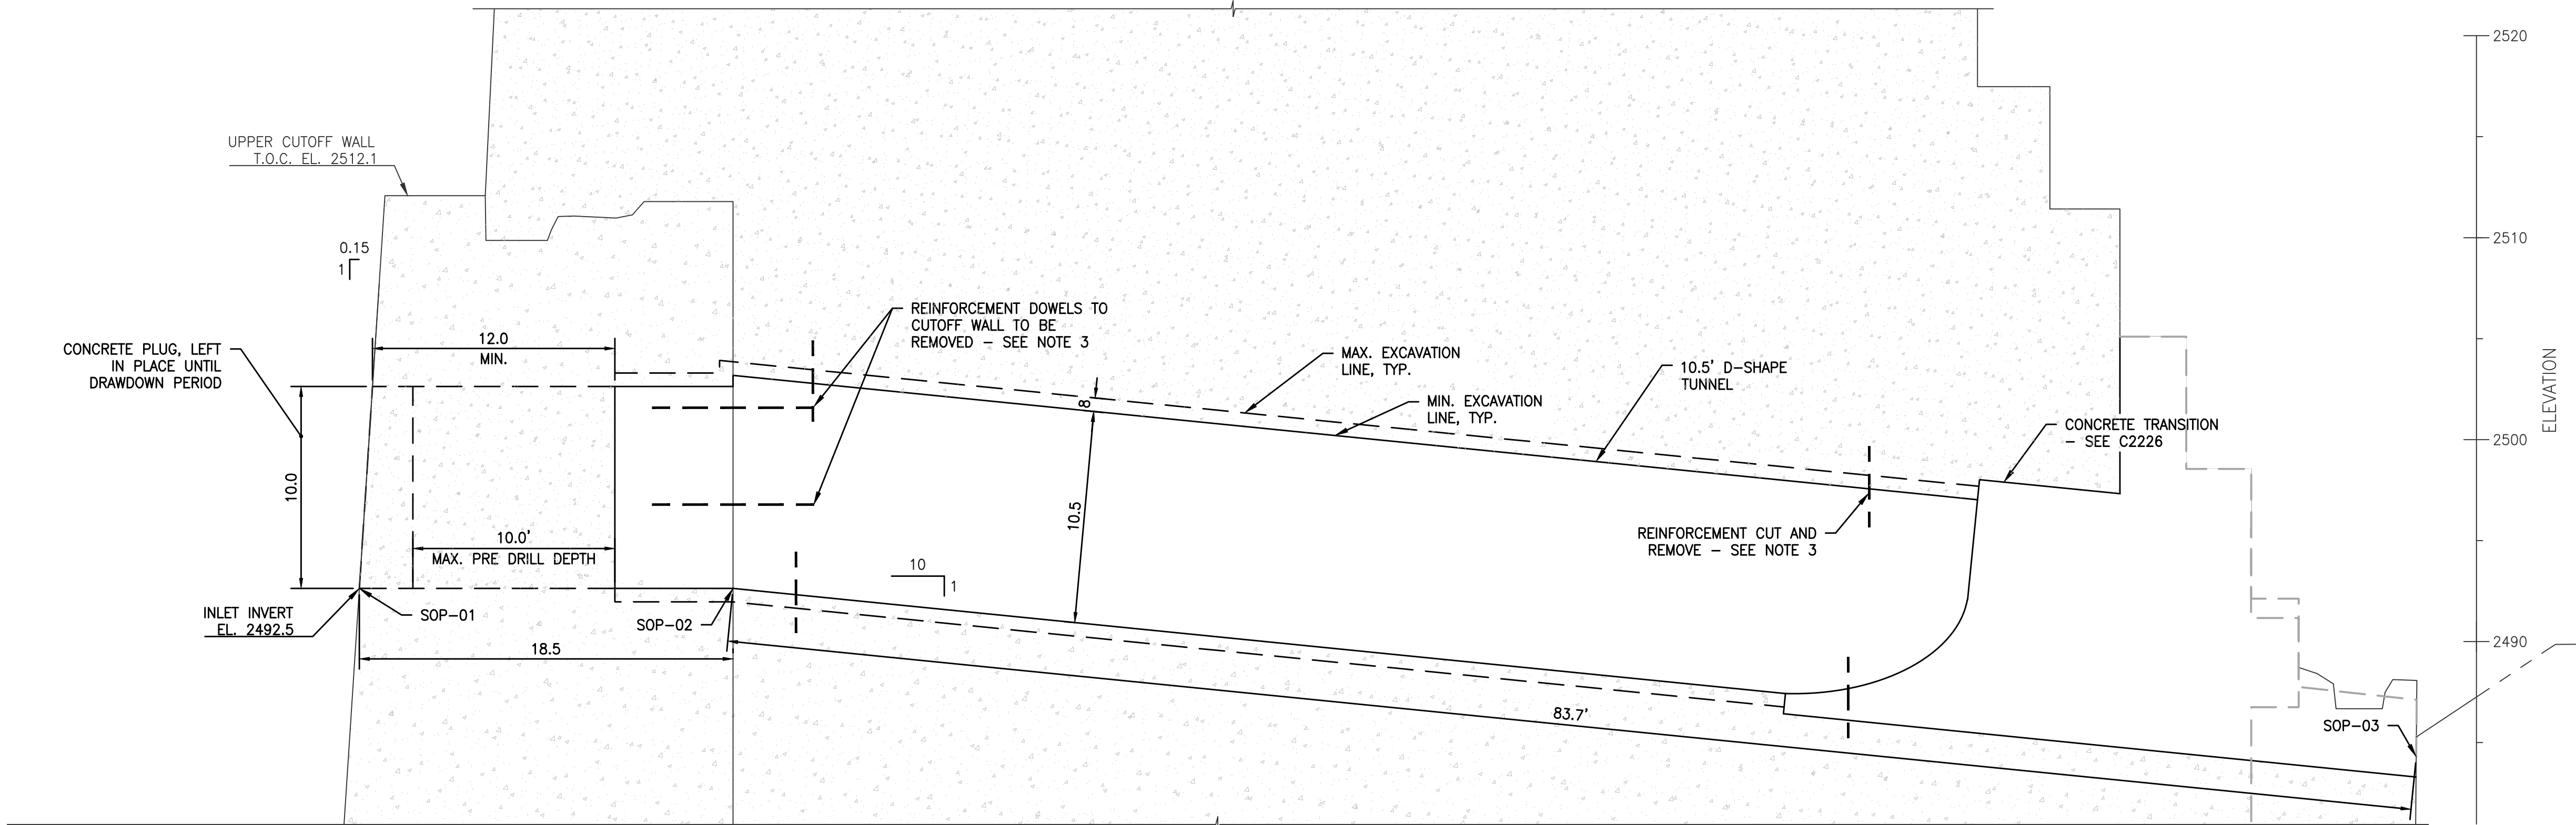 2520
UPPER CUTOFF WALL
T.O.C. EL. 2512.1
2510
0.15
1
REINFORCEMENT DOWELS TO
CUTOFF WALL TO BE
REMOVED – SEE NOTE 3
12.0
MIN.
CONCRETE PLUG, LEFT
IN PLACE UNTIL
DRAWDOWN PERIOD
MAX. EXCAVATION
LINE, TYP.
10.5' D-SHAPE
TUNNEL
8
MIN. EXCAVATION
LINE, TYP.
ELEVATION
CONCRETE TRANSITION
– SEE C2226
2500
10.0
10.5
REINFORCEMENT CUT AND
REMOVE – SEE NOTE 3
10.0'
MAX. PRE DRILL DEPTH
10
1
INLET INVERT
EL. 2492.5
SOP-01
SOP-02
18.5
2490
83.7'
SOP-03